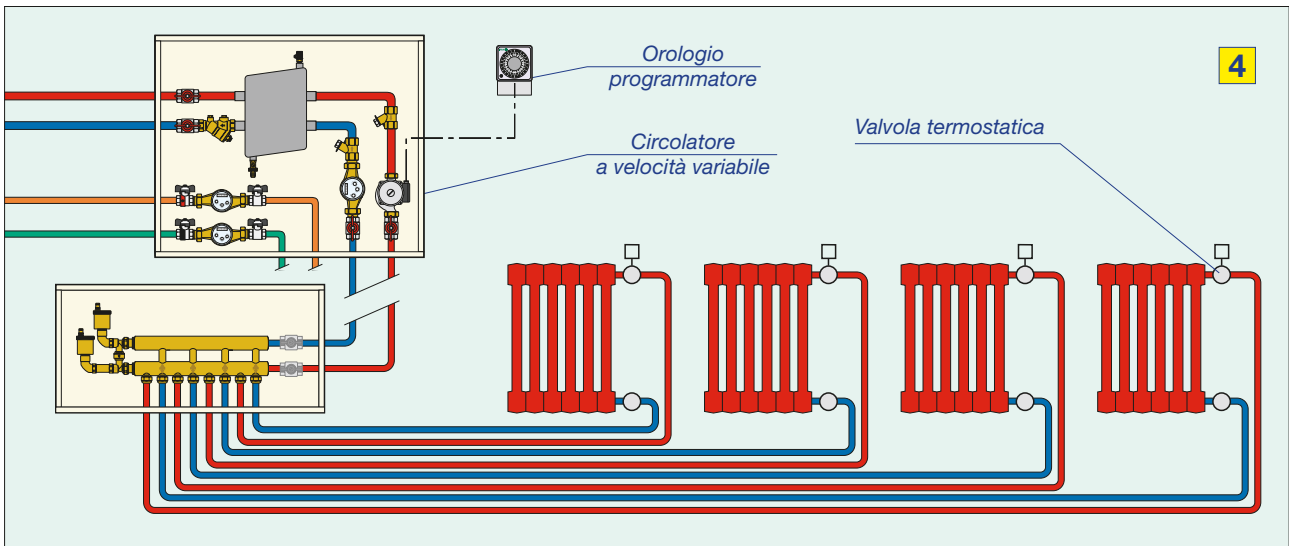 Orologio
programmatore
4
Valvola termostatica
Circolatore
a velocità variabile